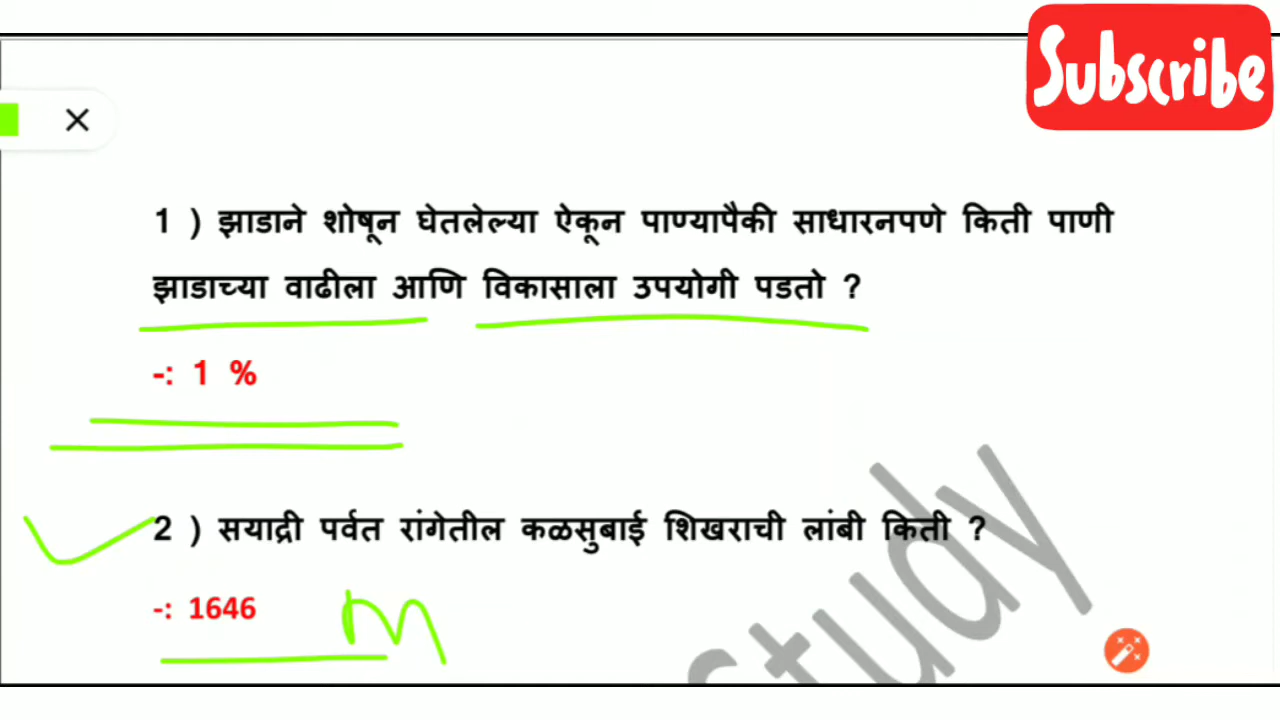 Subscribe
1 ) झाडाने शोषून घेतलेल्या ऐकून पाण्यापैकी साधारनपणे किती पाणी
झाडाच्या वाढीला आणि विकासाला उपयोगी पडतो ?
-: 1 %
2 ) सयाद्री पर्वत रांगेतील कळसुबाई शिखराची लांबी किती ?
-: 1646 m
Study